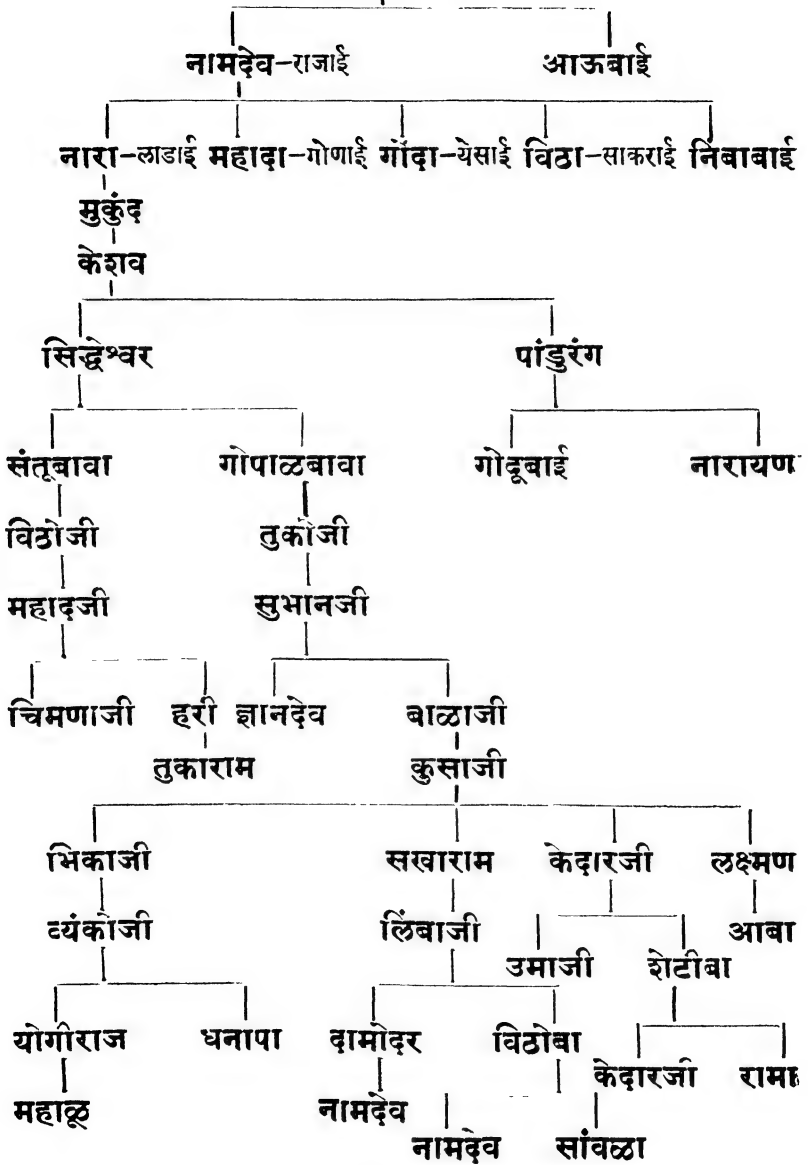 नामदेव-राजाई आऊबाई
नारा-लाडाई महादा-गोणाई गोंदा-येसाई विठा-साकराई निंबाबाई
मुकुंद
केशव
सिद्धेश्वर पांडुरंग
संतूबावा गोपाळबावा गोदूबाई नारायण
विठोजी तुकोजी
महादजी सुभानजी
चिमणाजी हरी ज्ञानदेव बाळाजी
तुकाराम कुसाजी
भिकाजी सखाराम केदारजी लक्ष्मण
व्यंकोजी लिंबाजी आबा
उमाजी शेटीबा
योगीराज धनापा दामोदर विठोबा
केदारजी
महाळू नामदेव
नामदेव सांवळा